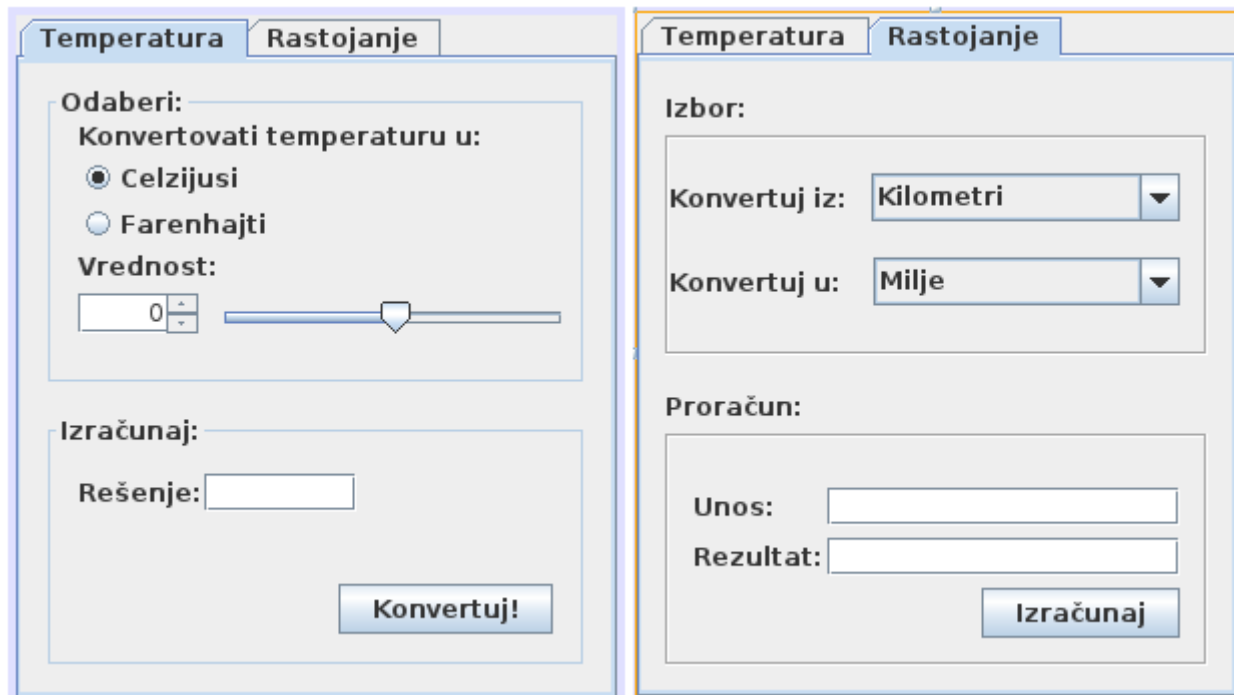 Temperatura Rastojanje
Odaberi:
Konvertovati temperaturu u:
Celzijusi
Farenhajti
Vrednost:
0
Izračunaj:
Rešenje:
Konvertuj!
Temperatura Rastojanje
Izbor:
Konvertuj iz: Kilometri
Konvertuj u: Milje
Proračun:
Unos:
Rezultat:
Izračunaj